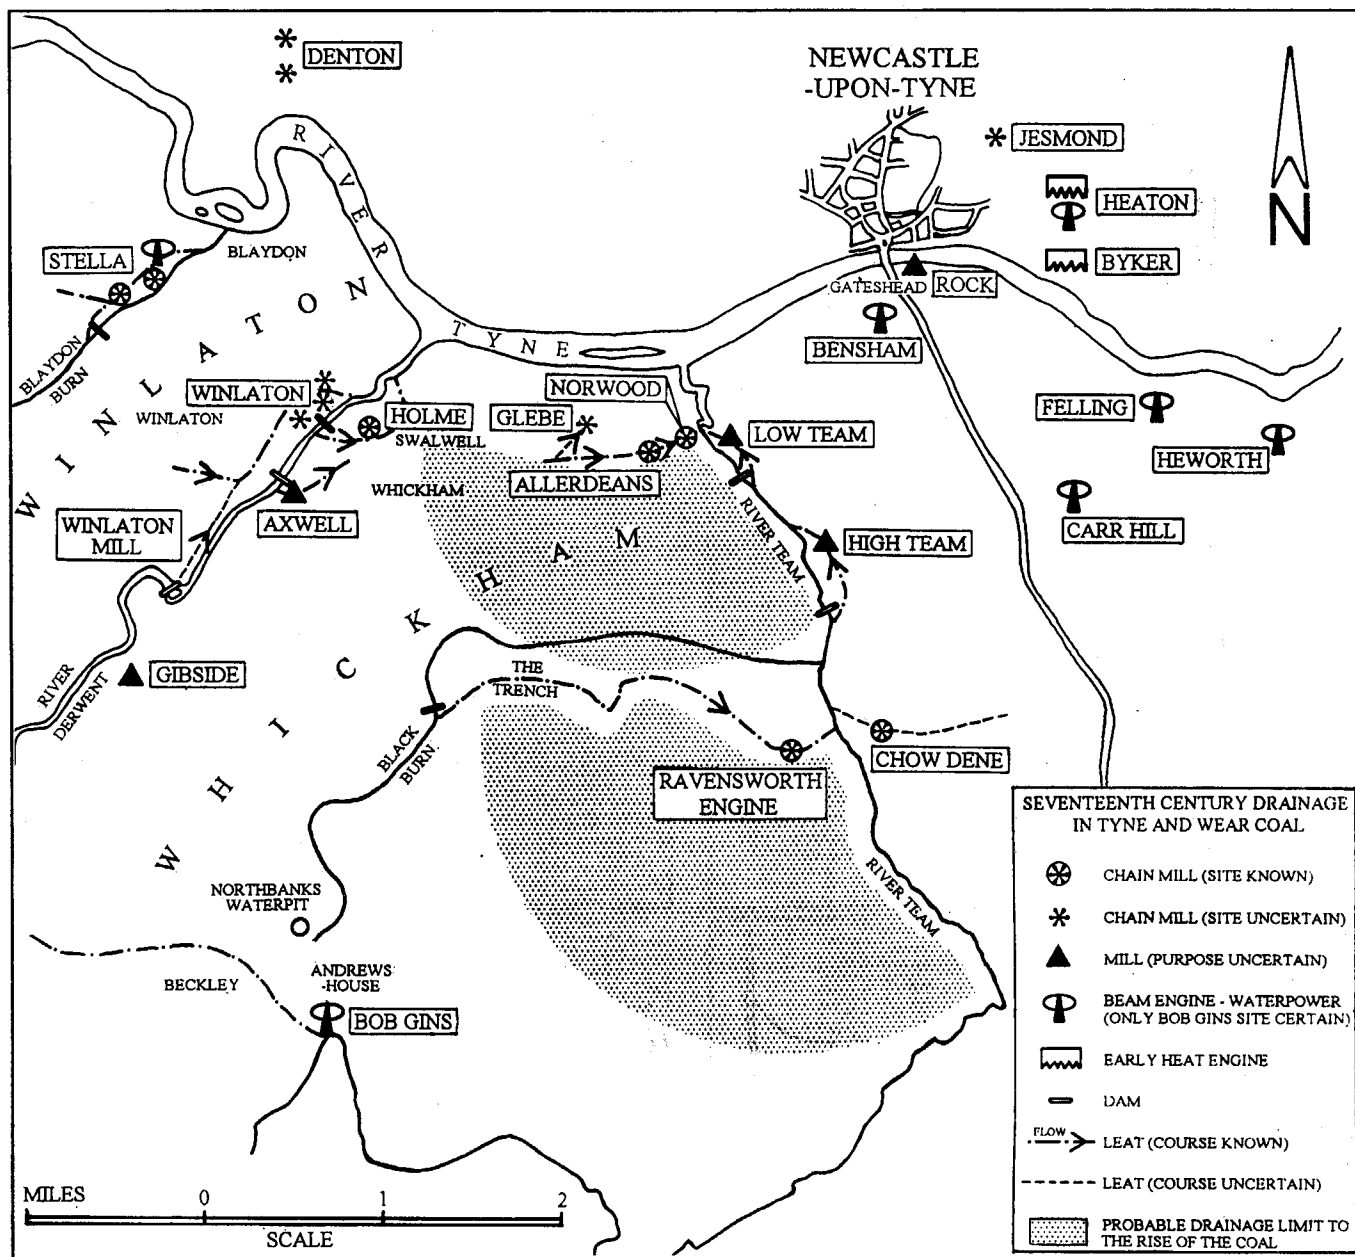 DENTON
NEWCASTLE
-UPON-TYNE
JESMOND
HEATON
BYKER
N
RIVER
TYNE
STELLA
BLAYDON
GATESHEAD
ROCK
BENSHAM
BLAYDON
BURN
WINLATON
WINLATON
WINLATON
NORWOOD
HOLME
SWALWELL
GLEBE
LOW TEAM
FELLING
HEWORTH
ALLERDEANS
WHICKHAM
AXWELL
WINLATON
MILL
CARR HILL
RIVER TEAM
HIGH TEAM
WHICKHAM
GIBSIDE
RIVER
DERWENT
THE
TRENCH
BLACK
BURN
CHOW DENE
RAVENSWORTH
ENGINE
RIVER TEAM
NORTHBANKS
WATERPIT
BECKLEY
ANDREWS
-HOUSE
BOB GINS
SEVENTEENTH CENTURY DRAINAGE
IN TYNE AND WEAR COAL
CHAIN MILL (SITE KNOWN)
CHAIN MILL (SITE UNCERTAIN)
MILL (PURPOSE UNCERTAIN)
BEAM ENGINE - WATERPOWER
(ONLY BOB GINS SITE CERTAIN)
EARLY HEAT ENGINE
DAM
FLOW
LEAT (COURSE KNOWN)
LEAT (COURSE UNCERTAIN)
PROBABLE DRAINAGE LIMIT TO
THE RISE OF THE COAL
MILES 0 1 2
SCALE